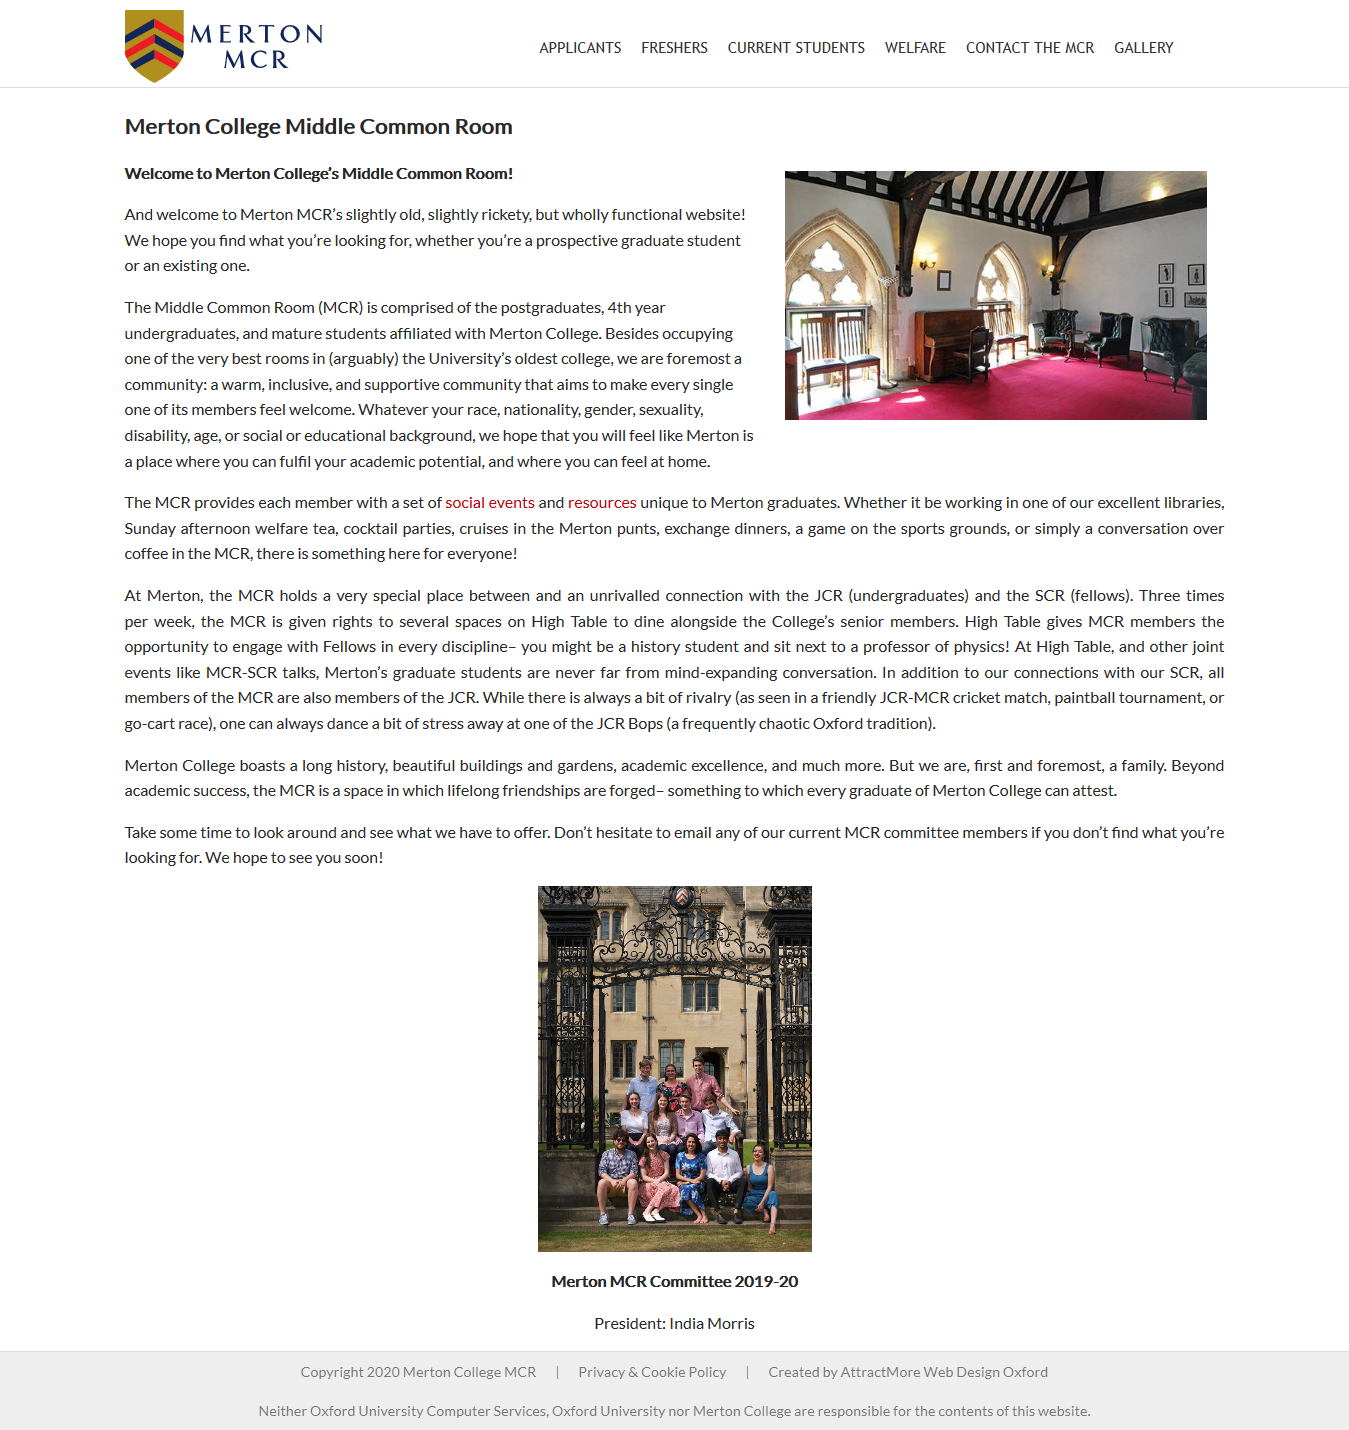 MERTON
MCR
APPLICANTS FRESHERS CURRENT STUDENTS WELFARE CONTACT THE MCR GALLERY
Merton College Middle Common Room
Welcome to Merton College’s Middle Common Room!
And welcome to Merton MCR’s slightly old, slightly rickety, but wholly functional website!
We hope you find what you’re looking for, whether you’re a prospective graduate student
or an existing one.
The Middle Common Room (MCR) is comprised of the postgraduates, 4th year
undergraduates, and mature students affiliated with Merton College. Besides occupying
one of the very best rooms in (arguably) the University’s oldest college, we are foremost a
community: a warm, inclusive, and supportive community that aims to make every single
one of its members feel welcome. Whatever your race, nationality, gender, sexuality,
disability, age, or social or educational background, we hope that you will feel like Merton is
a place where you can fulfil your academic potential, and where you can feel at home.
The MCR provides each member with a set of social events and resources unique to Merton graduates. Whether it be working in one of our excellent libraries,
Sunday afternoon welfare tea, cocktail parties, cruises in the Merton punts, exchange dinners, a game on the sports grounds, or simply a conversation over
coffee in the MCR, there is something here for everyone!
At Merton, the MCR holds a very special place between and an unrivalled connection with the JCR (undergraduates) and the SCR (fellows). Three times
per week, the MCR is given rights to several spaces on High Table to dine alongside the College’s senior members. High Table gives MCR members the
opportunity to engage with Fellows in every discipline– you might be a history student and sit next to a professor of physics! At High Table, and other joint
events like MCR-SCR talks, Merton’s graduate students are never far from mind-expanding conversation. In addition to our connections with our SCR, all
members of the MCR are also members of the JCR. While there is always a bit of rivalry (as seen in a friendly JCR-MCR cricket match, paintball tournament, or
go-cart race), one can always dance a bit of stress away at one of the JCR Bops (a frequently chaotic Oxford tradition).
Merton College boasts a long history, beautiful buildings and gardens, academic excellence, and much more. But we are, first and foremost, a family. Beyond
academic success, the MCR is a space in which lifelong friendships are forged– something to which every graduate of Merton College can attest.
Take some time to look around and see what we have to offer. Don’t hesitate to email any of our current MCR committee members if you don’t find what you’re
looking for. We hope to see you soon!
Merton MCR Committee 2019-20
President: India Morris
Copyright 2020 Merton College MCR | Privacy & Cookie Policy | Created by AttractMore Web Design Oxford
Neither Oxford University Computer Services, Oxford University nor Merton College are responsible for the contents of this website.